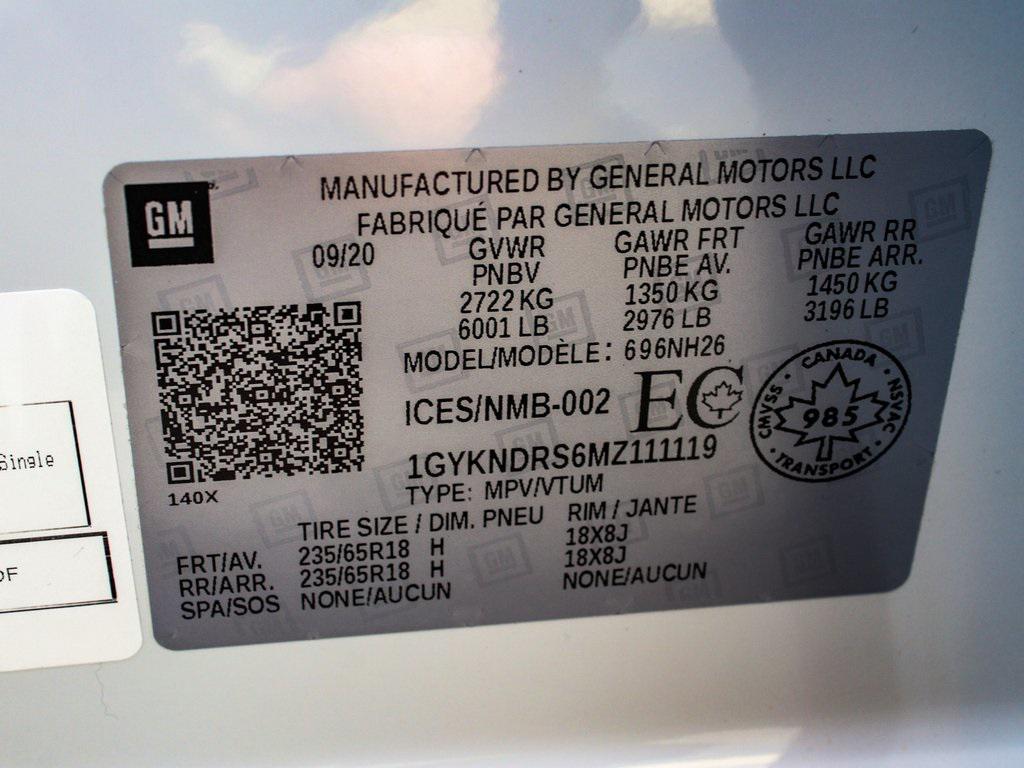 GM
MANUFACTURED BY GENERAL MOTORS LLC
FABRIQUÉ PAR GENERAL MOTORS LLC
09/20
GVWR GAWR FRT GAWR RR
PNBV PNBE AV. PNBE ARR.
2722 KG 1350 KG 1450 KG
6001 LB 2976 LB 3196 LB
MODEL/MODÈLE: 696NH26
ICES/NMB-002 EC
CANADA
CMVSS 985 NSVAC
TRANSPORT
1GYKNDRS6MZ111119
140X
TYPE: MPV/VTUM
TIRE SIZE / DIM. PNEU RIM / JANTE
FRT/AV. 235/65R18 H 18X8J
RR/ARR. 235/65R18 H 18X8J
SPA/SOS NONE/AUCUN NONE/AUCUN
Single